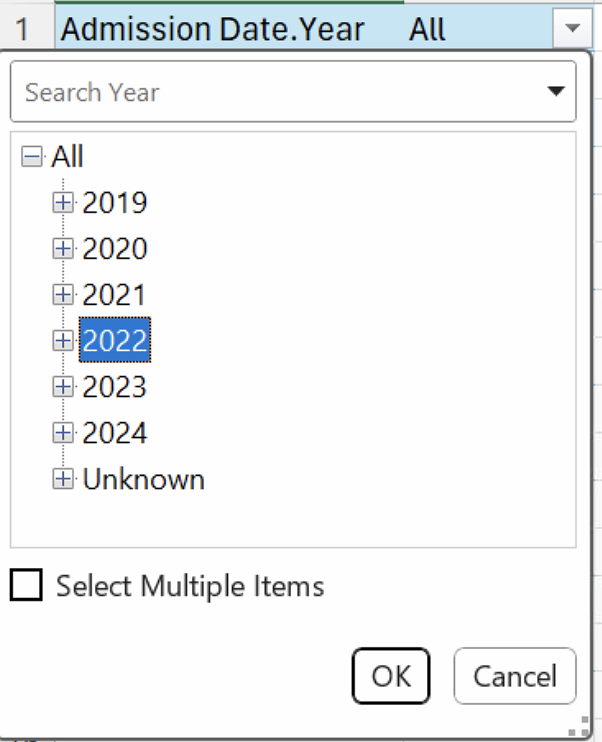 1 Admission Date.Year All
Search Year
All
2019
2020
2021
2022
2023
2024
Unknown
Select Multiple Items
OK Cancel